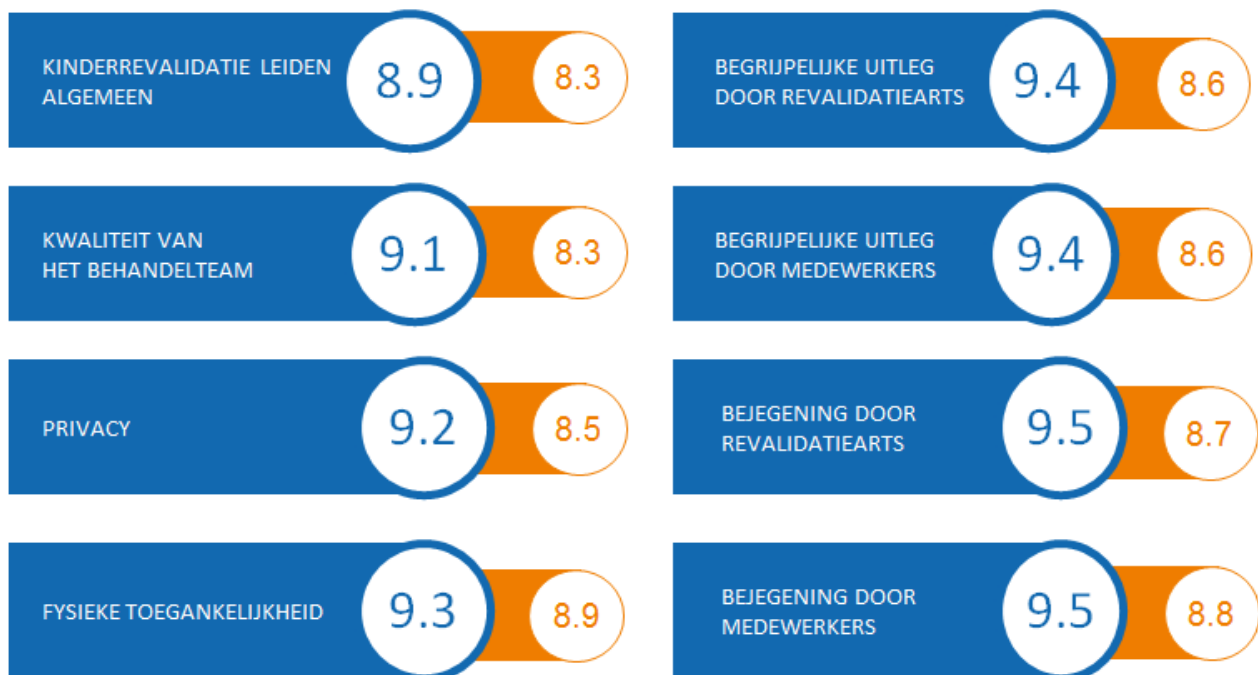 KINDERREVALIDATIE LEIDEN
ALGEMEEN
8.9
8.3
KWALITEIT VAN
HET BEHANDELTEAM
9.1
8.3
PRIVACY
9.2
8.5
FYSIEKE TOEGANKELIJKHEID
9.3
8.9
BEGRIJPELIJKE UITLEG
DOOR REVALIDATIEARTS
9.4
8.6
BEGRIJPELIJKE UITLEG
DOOR MEDEWERKERS
9.4
8.6
BEJEGENING DOOR
REVALIDATIEARTS
9.5
8.7
BEJEGENING DOOR
MEDEWERKERS
9.5
8.8